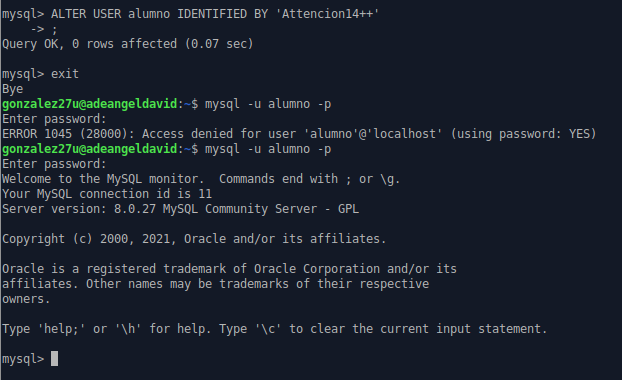 mysql> ALTER USER alumno IDENTIFIED BY 'Attencion14++'
    -> ;
Query OK, 0 rows affected (0.07 sec)
mysql> exit
Bye
gonzalez27u@adeangeldavid:~$ mysql -u alumno -p
Enter password:
ERROR 1045 (28000): Access denied for user 'alumno'@'localhost' (using password: YES)
gonzalez27u@adeangeldavid:~$ mysql -u alumno -p
Enter password:
Welcome to the MySQL monitor.  Commands end with ; or \g.
Your MySQL connection id is 11
Server version: 8.0.27 MySQL Community Server - GPL
Copyright (c) 2000, 2021, Oracle and/or its affiliates.
Oracle is a registered trademark of Oracle Corporation and/or its
affiliates. Other names may be trademarks of their respective
owners.
Type 'help;' or '\h' for help. Type '\c' to clear the current input statement.
mysql>